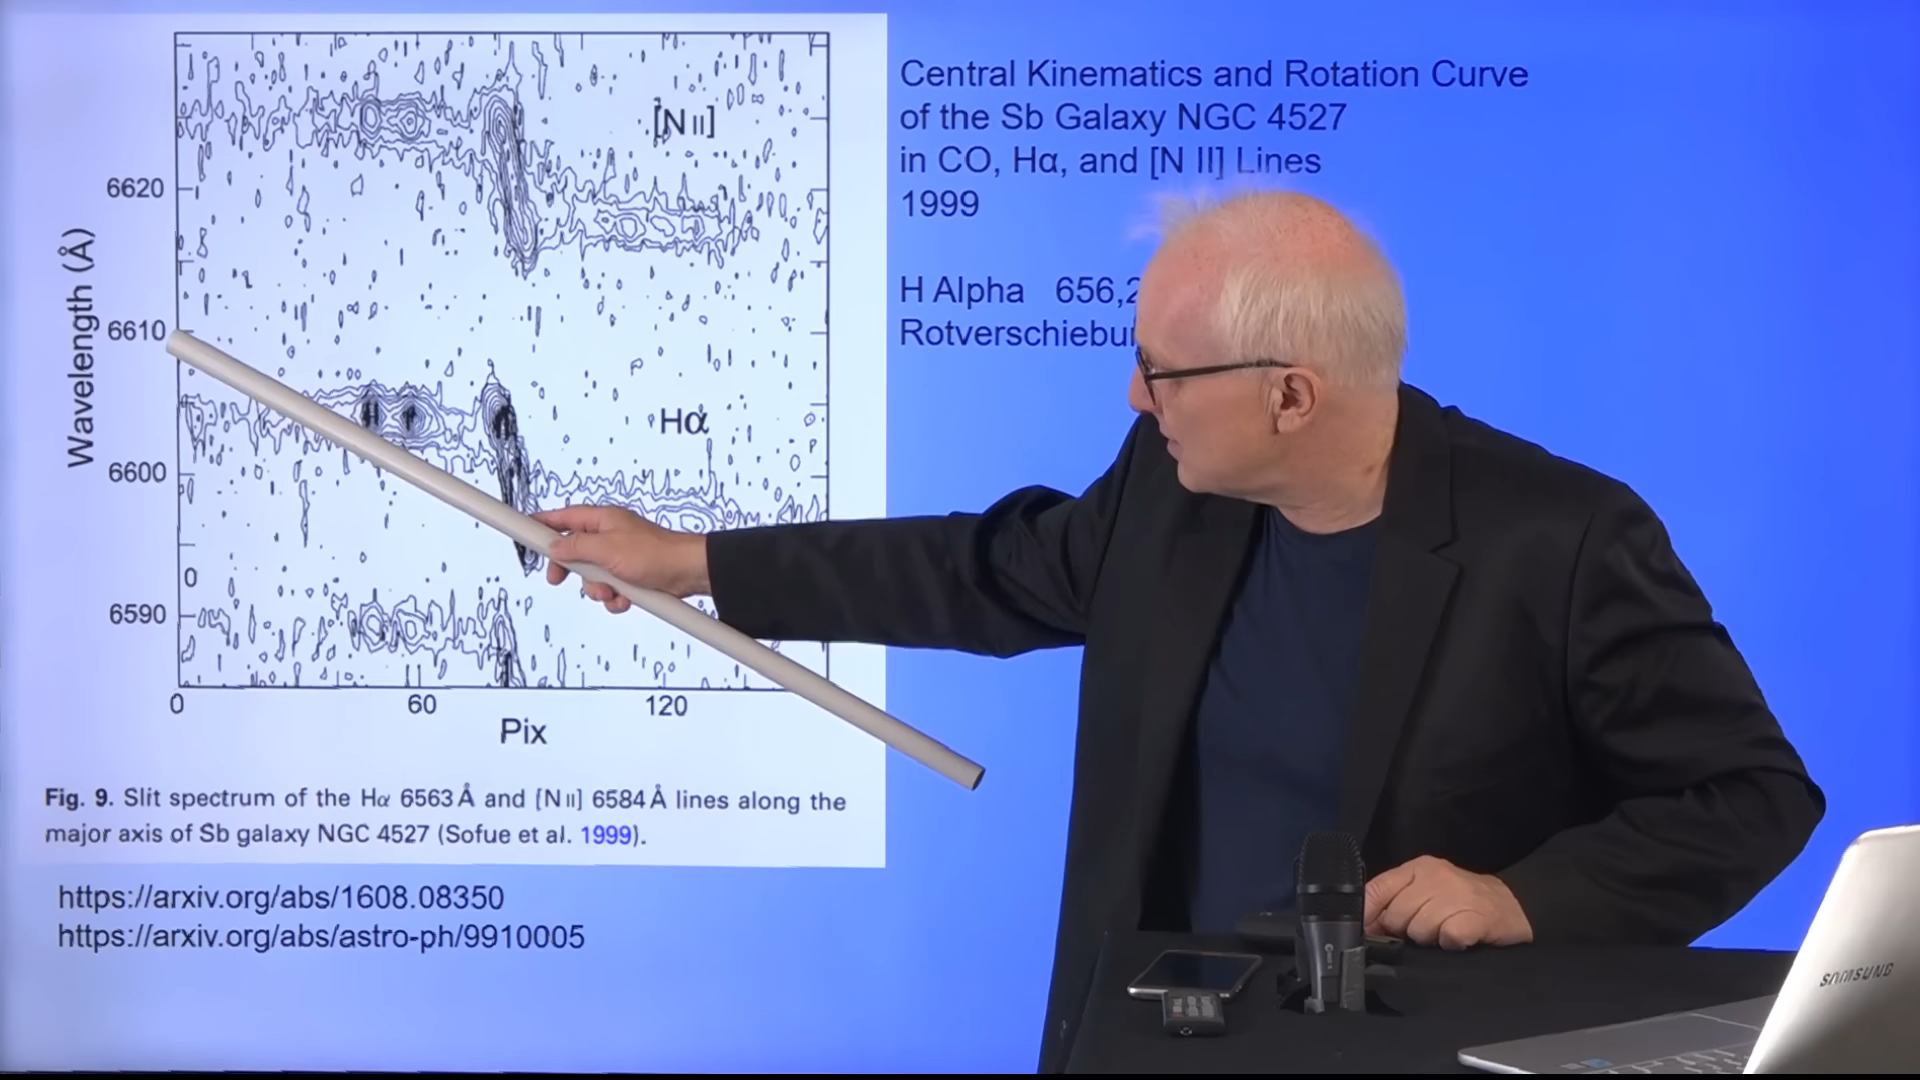 [N II]
6620
6610
Hα
6600
0
6590
0
60
120
Wavelength (Å)
Pix
Fig. 9. Slit spectrum of the Hα 6563 Å and [N II] 6584 Å lines along the
major axis of Sb galaxy NGC 4527 (Sofue et al. 1999).
https://arxiv.org/abs/1608.08350
https://arxiv.org/abs/astro-ph/9910005
Central Kinematics and Rotation Curve
of the Sb Galaxy NGC 4527
in CO, Hα, and [N II] Lines
1999
H Alpha
SAMSUNG